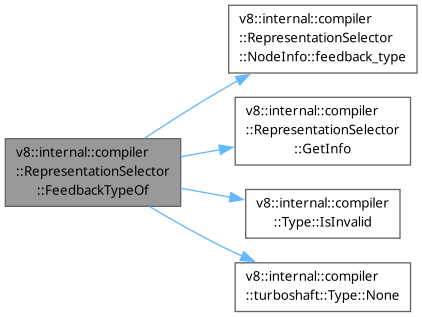 v8::internal::compiler
::RepresentationSelector
::FeedbackTypeOf
v8::internal::compiler
::RepresentationSelector
::NodeInfo::feedback_type
v8::internal::compiler
::RepresentationSelector
::GetInfo
v8::internal::compiler
::Type::IsInvalid
v8::internal::compiler
::turboshaft::Type::None